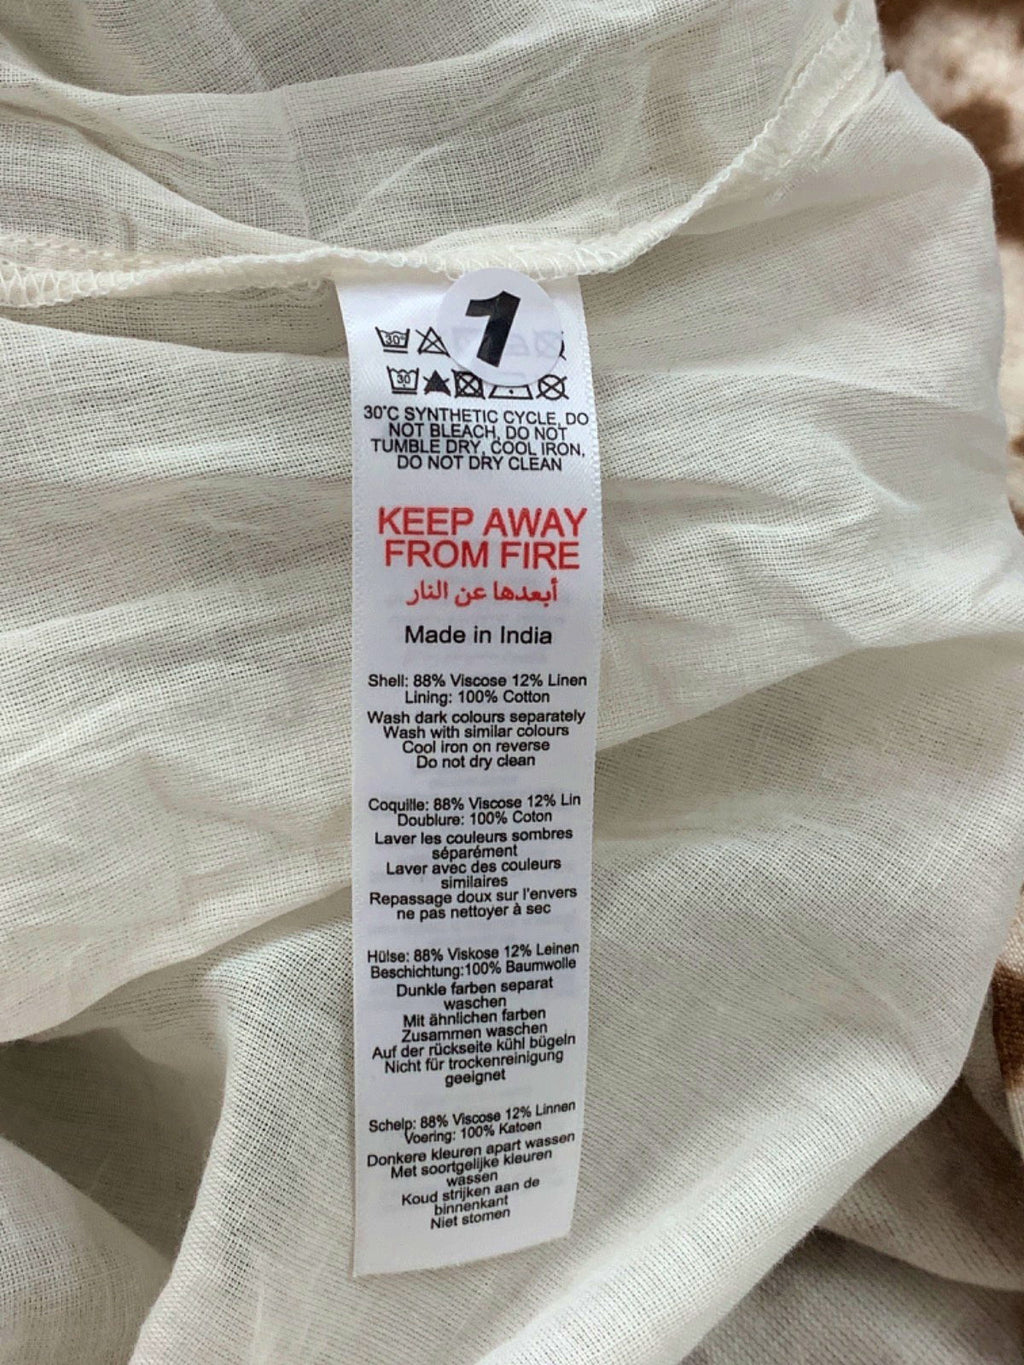 1
30°
30
30°C SYNTHETIC CYCLE, DO
NOT BLEACH, DO NOT
TUMBLE DRY, COOL IRON,
DO NOT DRY CLEAN
KEEP AWAY
FROM FIRE
أبعدها عن النار
Made in India
Shell: 88% Viscose 12% Linen
Lining: 100% Cotton
Wash dark colours separately
Wash with similar colours
Cool iron on reverse
Do not dry clean
Coquille: 88% Viscose 12% Lin
Doublure: 100% Coton
Laver les couleurs sombres
séparément
Laver avec des couleurs
similaires
Repassage doux sur l'envers
ne pas nettoyer à sec
Hülse: 88% Viskose 12% Leinen
Beschichtung:100% Baumwolle
Dunkle farben separat
waschen
Mit ähnlichen farben
Zusammen waschen
Auf der rückseite kühl bügeln
Nicht für trockenreinigung
geeignet
Schelp: 88% Viscose 12% Linnen
Voering: 100% Katoen
Donkere kleuren apart wassen
Met soortgelijke kleuren
wassen
Koud strijken aan de
binnenkant
Niet stomen